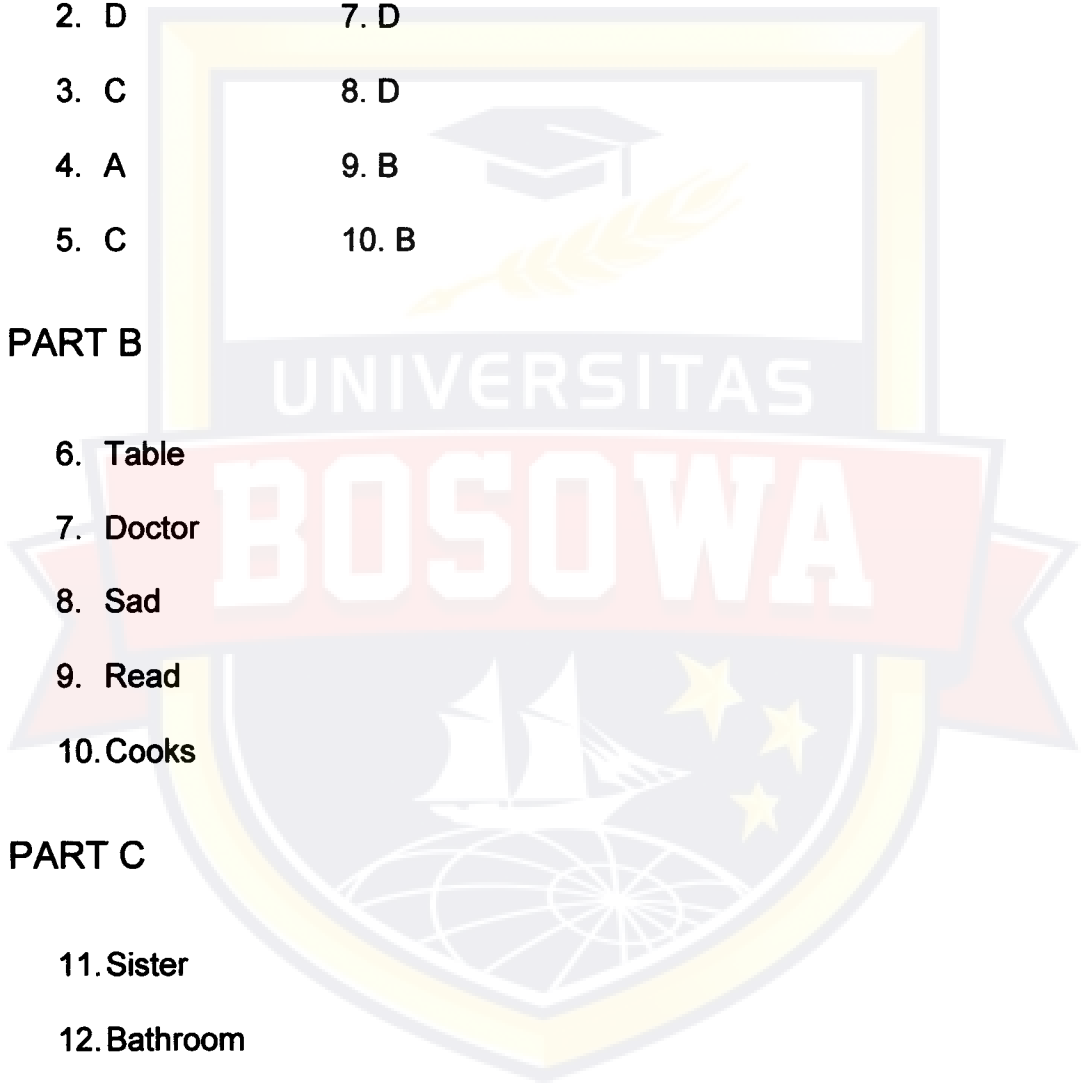 2. D 7. D
3. C 8. D
4. A 9. B
5. C 10. B
PART B
UNIVERSITAS
6. Table
BOSOWA
7. Doctor
8. Sad
9. Read
10. Cooks
PART C
11. Sister
12. Bathroom